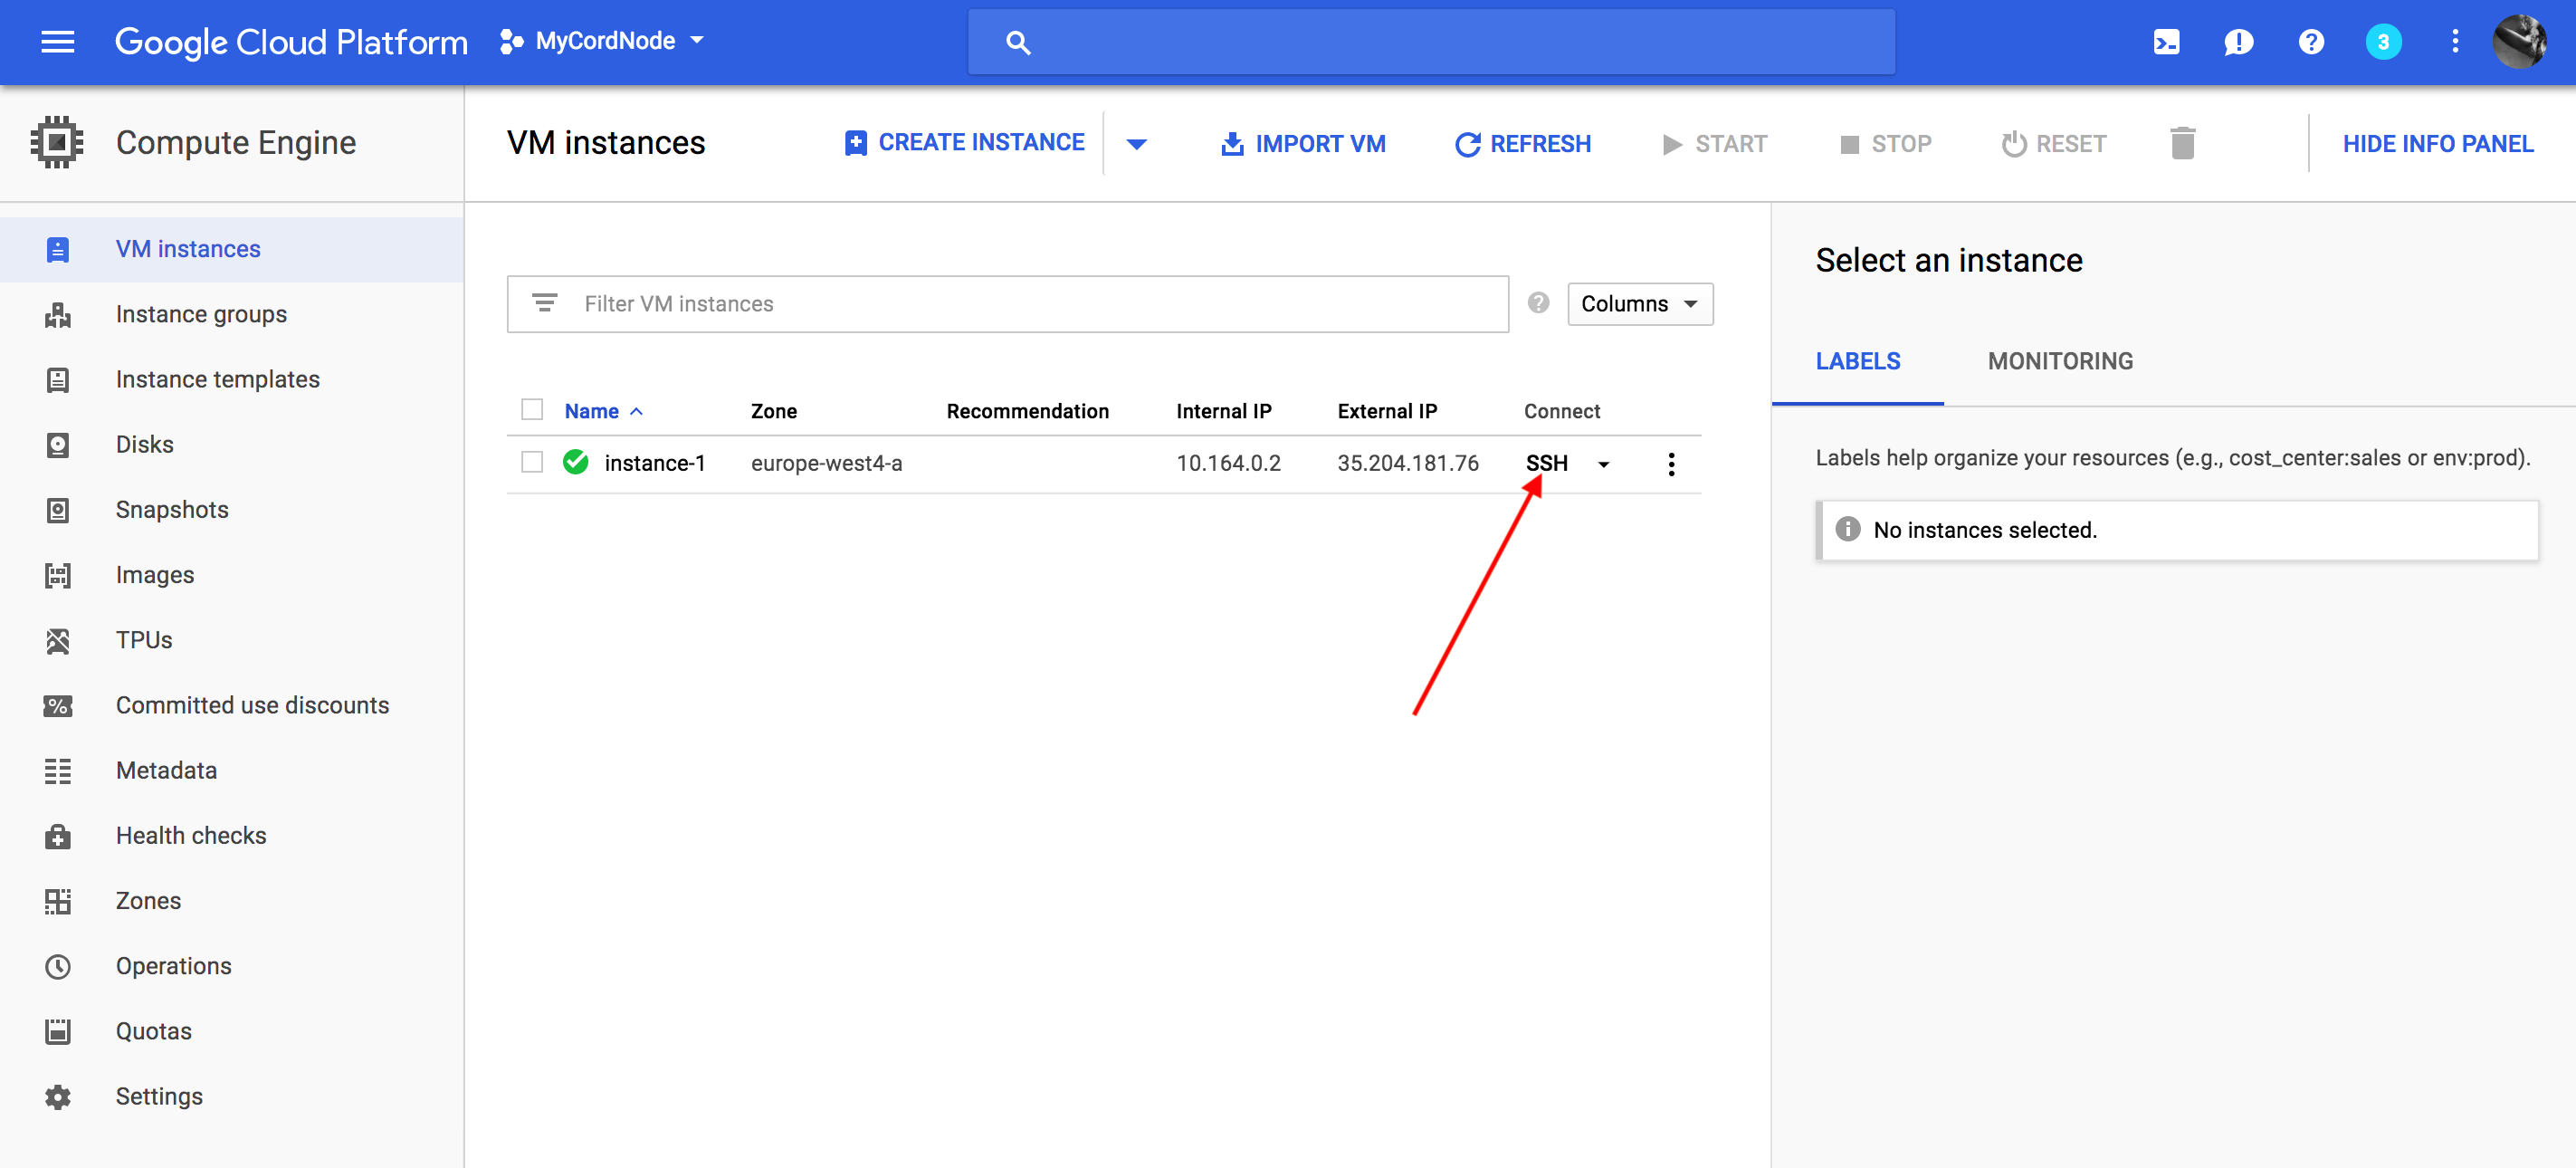 Google Cloud Platform MyCordNode 3
Compute Engine
VM instances CREATE INSTANCE IMPORT VM REFRESH START STOP RESET HIDE INFO PANEL
VM instances
Instance groups
Instance templates
Disks
Snapshots
Images
TPUs
Committed use discounts
Metadata
Health checks
Zones
Operations
Quotas
Settings
Filter VM instances Columns
Name Zone Recommendation Internal IP External IP Connect
instance-1 europe-west4-a 10.164.0.2 35.204.181.76 SSH
Select an instance
LABELS MONITORING
Labels help organize your resources (e.g., cost_center:sales or env:prod).
No instances selected.